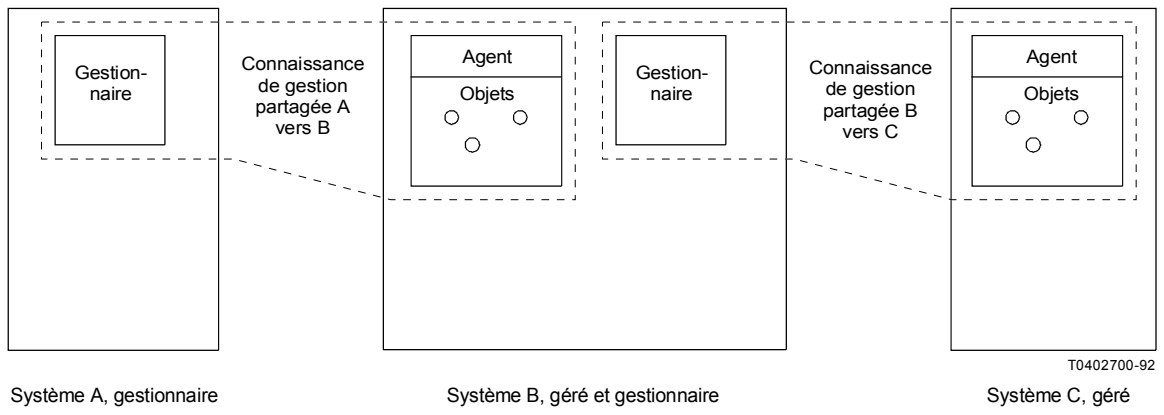 Gestion-
naire
Connaissance
de gestion
partagée A
vers B
Agent
Objets
Gestion-
naire
Connaissance
de gestion
partagée B
vers C
Agent
Objets
T0402700-92
Système A, gestionnaire
Système B, géré et gestionnaire
Système C, géré